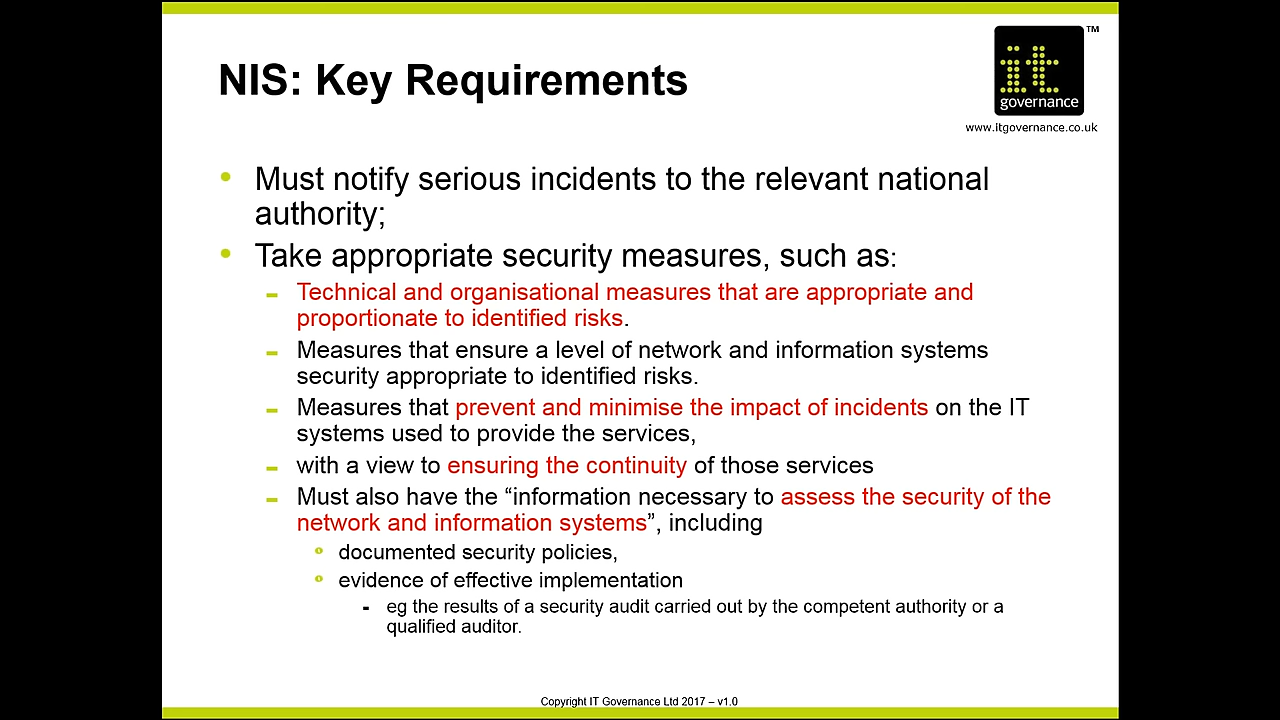 NIS: Key Requirements
it
governance
TM
www.itgovernance.co.uk
• Must notify serious incidents to the relevant national
authority;
• Take appropriate security measures, such as:
– Technical and organisational measures that are appropriate and
proportionate to identified risks.
– Measures that ensure a level of network and information systems
security appropriate to identified risks.
– Measures that prevent and minimise the impact of incidents on the IT
systems used to provide the services,
– with a view to ensuring the continuity of those services
– Must also have the “information necessary to assess the security of the
network and information systems”, including
documented security policies,
evidence of effective implementation
- eg the results of a security audit carried out by the competent authority or a
qualified auditor.
Copyright IT Governance Ltd 2017 – v1.0